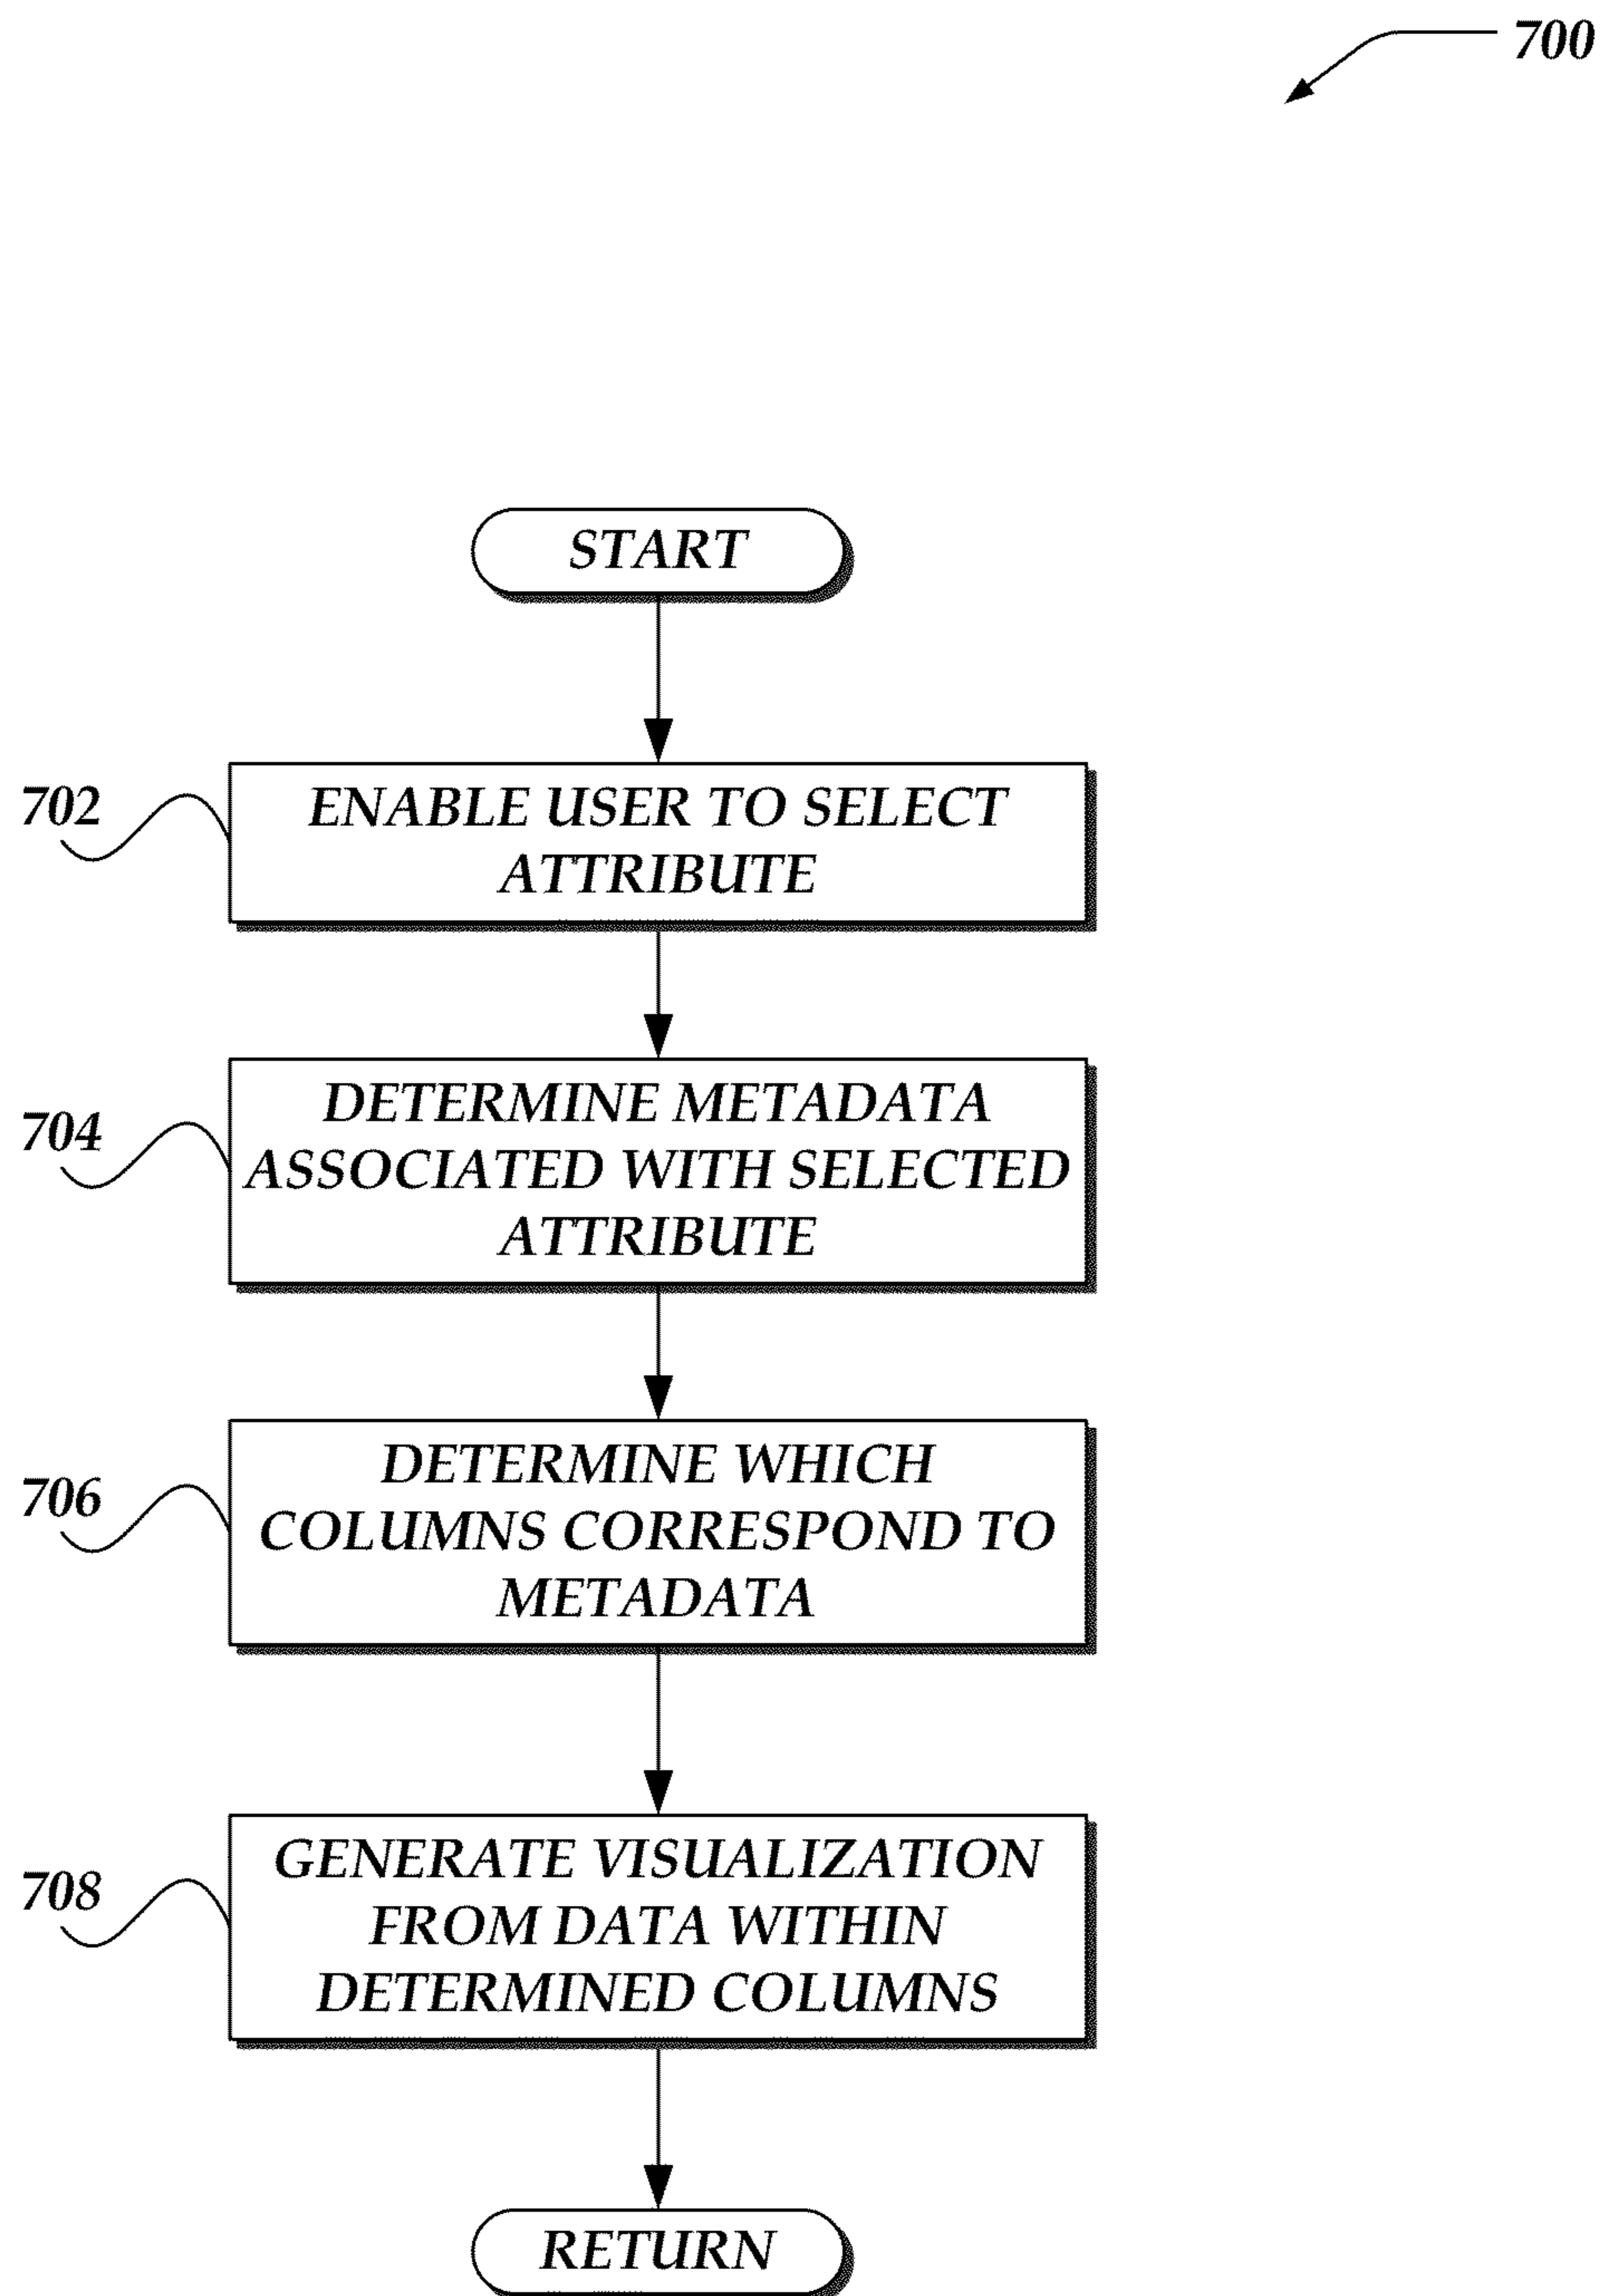 700
START
702
ENABLE USER TO SELECT
ATTRIBUTE
704
DETERMINE METADATA
ASSOCIATED WITH SELECTED
ATTRIBUTE
706
DETERMINE WHICH
COLUMNS CORRESPOND TO
METADATA
708
GENERATE VISUALIZATION
FROM DATA WITHIN
DETERMINED COLUMNS
RETURN